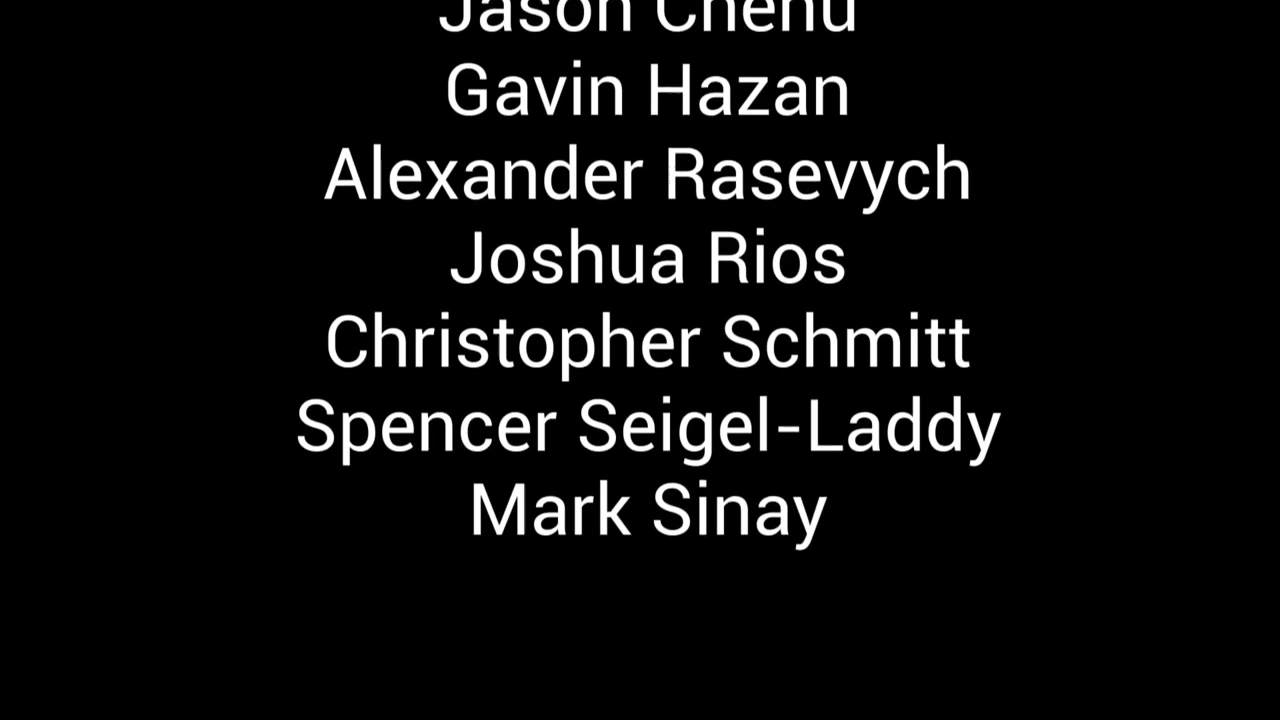 Jason Chenu
Gavin Hazan
Alexander Rasevych
Joshua Rios
Christopher Schmitt
Spencer Seigel-Laddy
Mark Sinay